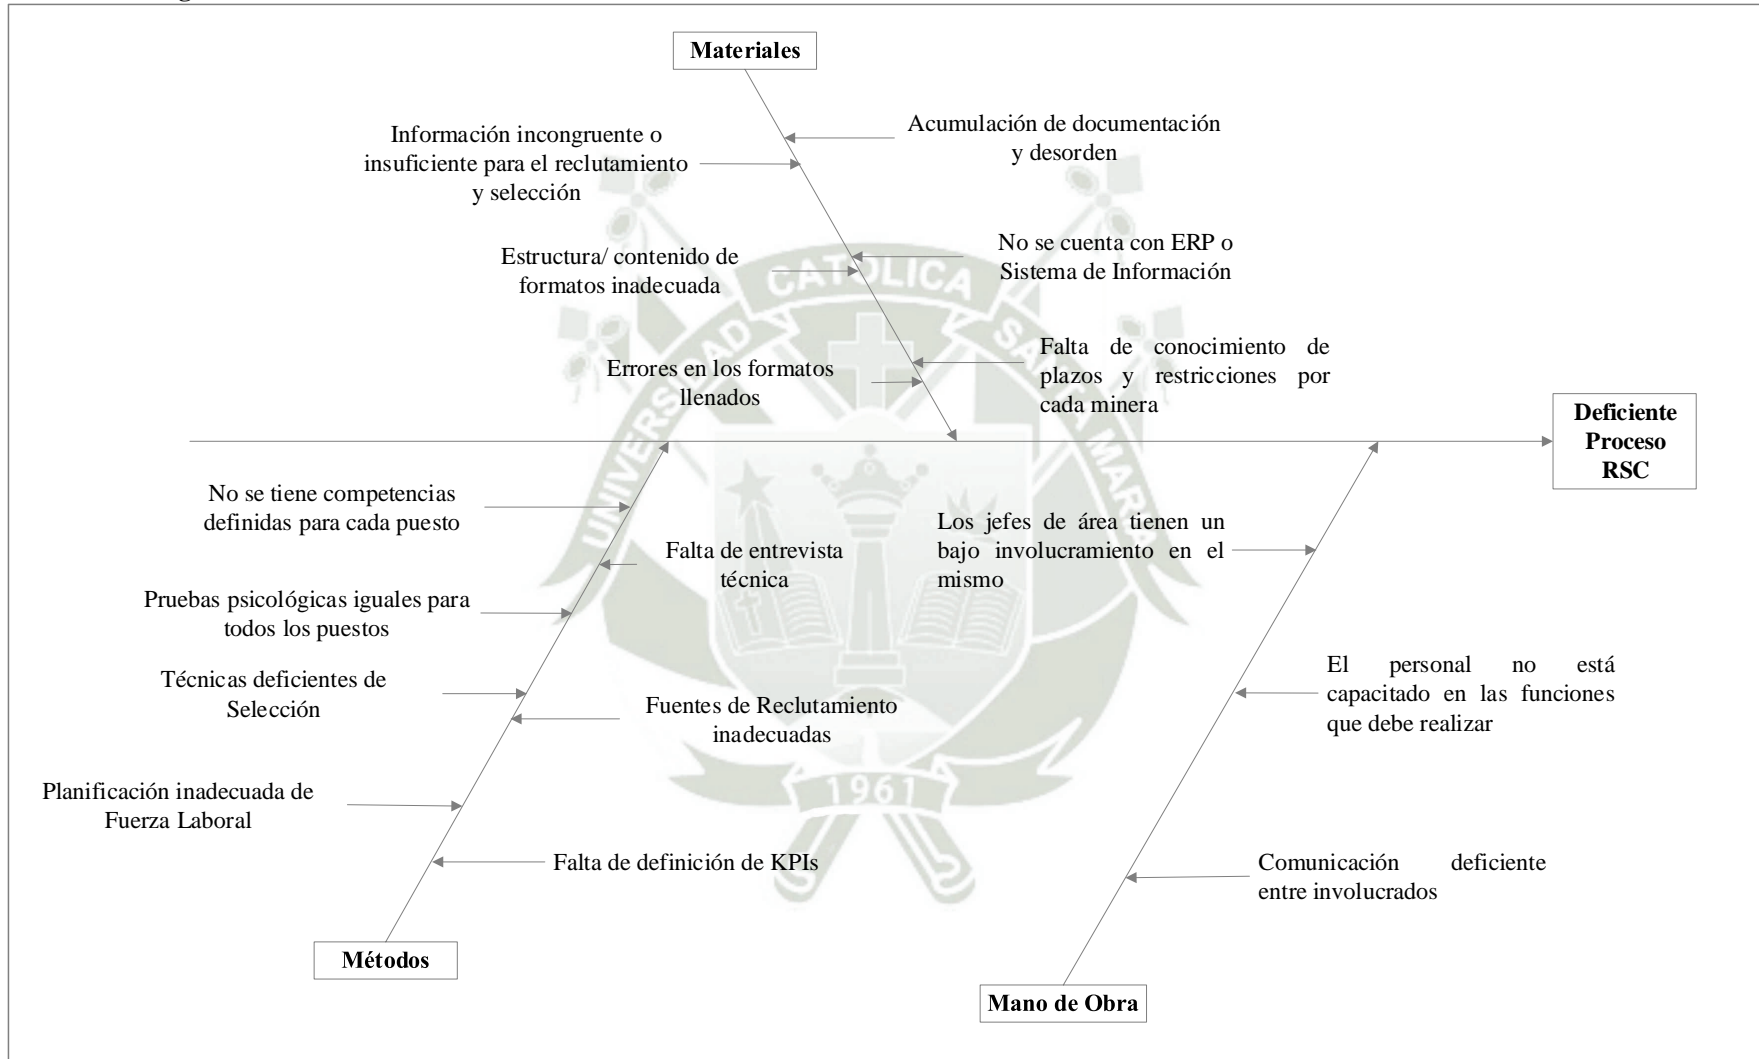 Materiales
Información incongruente o
insuficiente para el reclutamiento
y selección
Acumulación de documentación
y desorden
Estructura/ contenido de
formatos inadecuada
No se cuenta con ERP o
Sistema de Información
Errores en los formatos
llenados
Falta de conocimiento de
plazos y restricciones por
cada minera
Deficiente
Proceso
RSC
No se tiene competencias
definidas para cada puesto
Falta de entrevista
técnica
Los jefes de área tienen un
bajo involucramiento en el
mismo
Pruebas psicológicas iguales para
todos los puestos
Técnicas deficientes de
Selección
Fuentes de Reclutamiento
inadecuadas
El personal no está
capacitado en las funciones
que debe realizar
Planificación inadecuada de
Fuerza Laboral
Falta de definición de KPIs
Comunicación deficiente
entre involucrados
Métodos
Mano de Obra
UNIVERSIDAD CATOLICA SANTA MARIA
1961